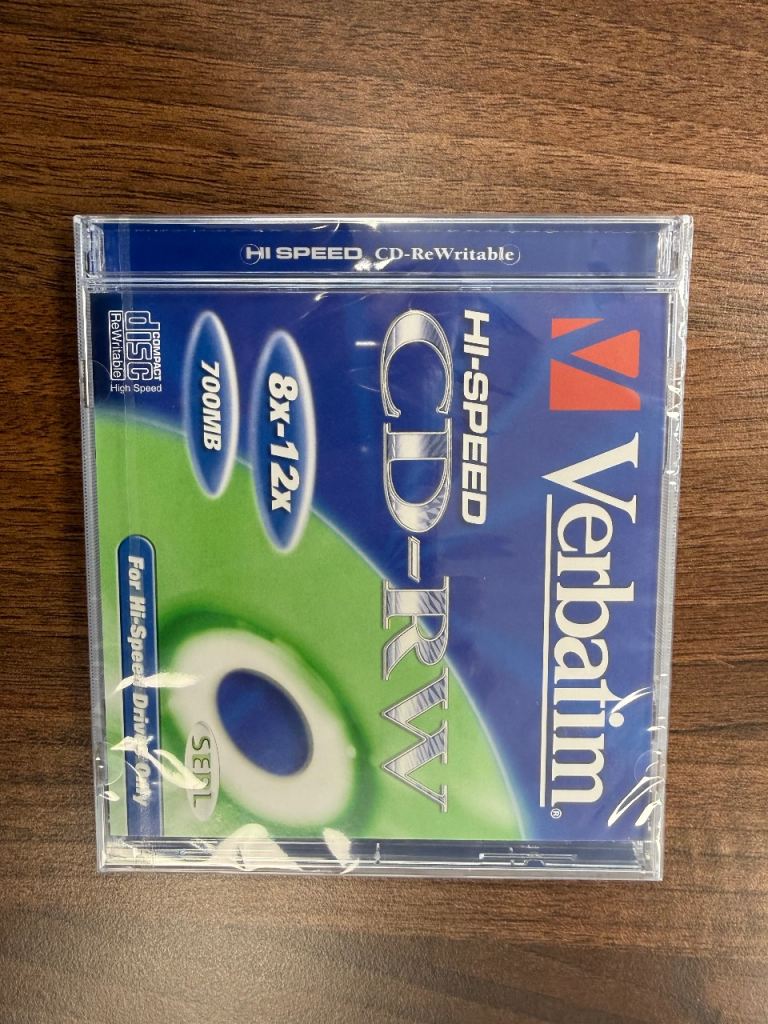 HI SPEED CD-ReWritable
Verbatim®
HI-SPEED
CD-RW
8x-12x
700MB
COMPACT
disc
ReWritable
High Speed
SERL
For Hi-Speed Drives Only